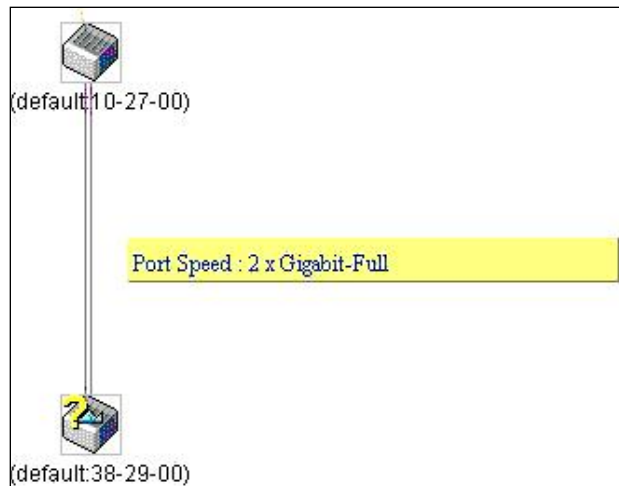 (default:10-27-00)
Port Speed : 2 x Gigabit-Full
(default:38-29-00)